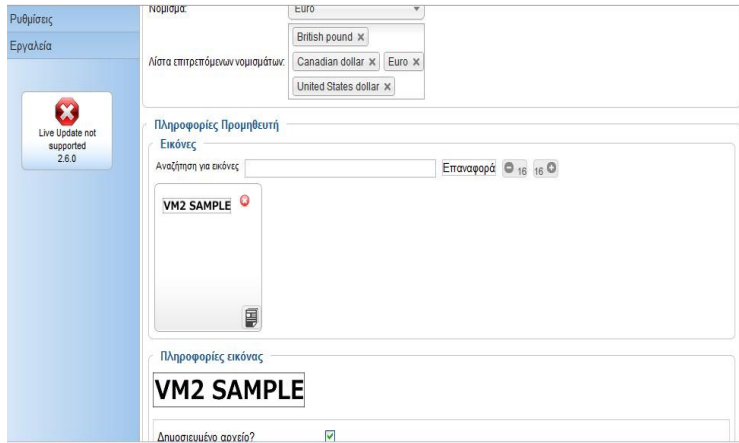 Ρυθμίσεις
Εργαλεία
Live Update not
supported
2.6.0
Νόμισμα:
Euro
Λίστα επιτρεπόμενων νομισμάτων:
British pound ×
Canadian dollar × Euro ×
United States dollar ×
Πληροφορίες Προμηθευτή
Εικόνες
Αναζήτηση για εικόνες Επαναφορά 16 16
VM2 SAMPLE
Πληροφορίες εικόνας
VM2 SAMPLE
Δημοσιευμένο αρχείο?